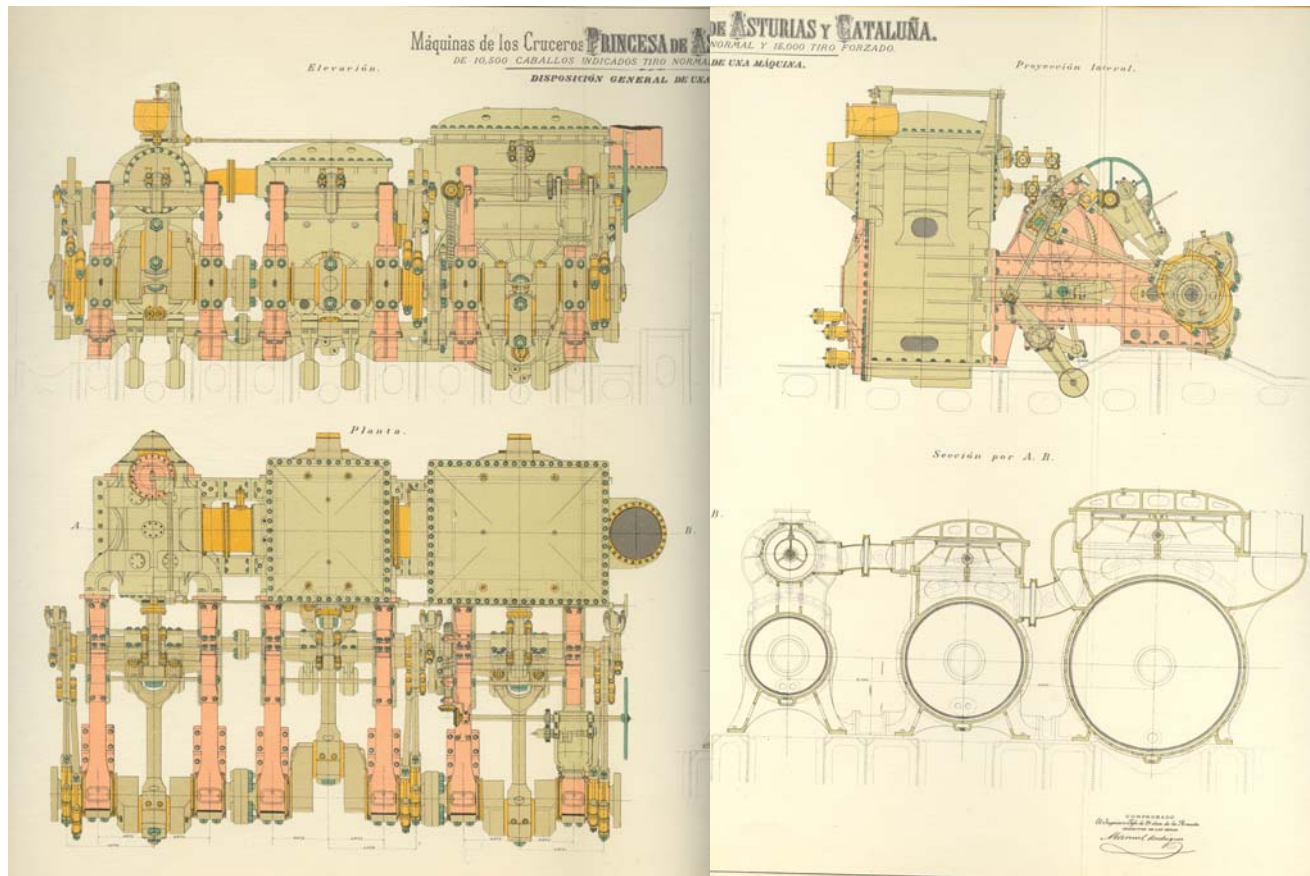 Máquinas de los Cruceros PRINCESA DE AS DE ASTURIAS Y CATALUÑA.
DE 10,500 CABALLOS INDICADOS TIRO NORMA NORMAL Y 15,000 TIRO FORZADO.
DISPOSICIÓN GENERAL DE UNA DE UNA MÁQUINA.
Elevación.
Proyección lateral.
Planta.
Sección por A. B.
A.
B.
B.
COMPROBADO